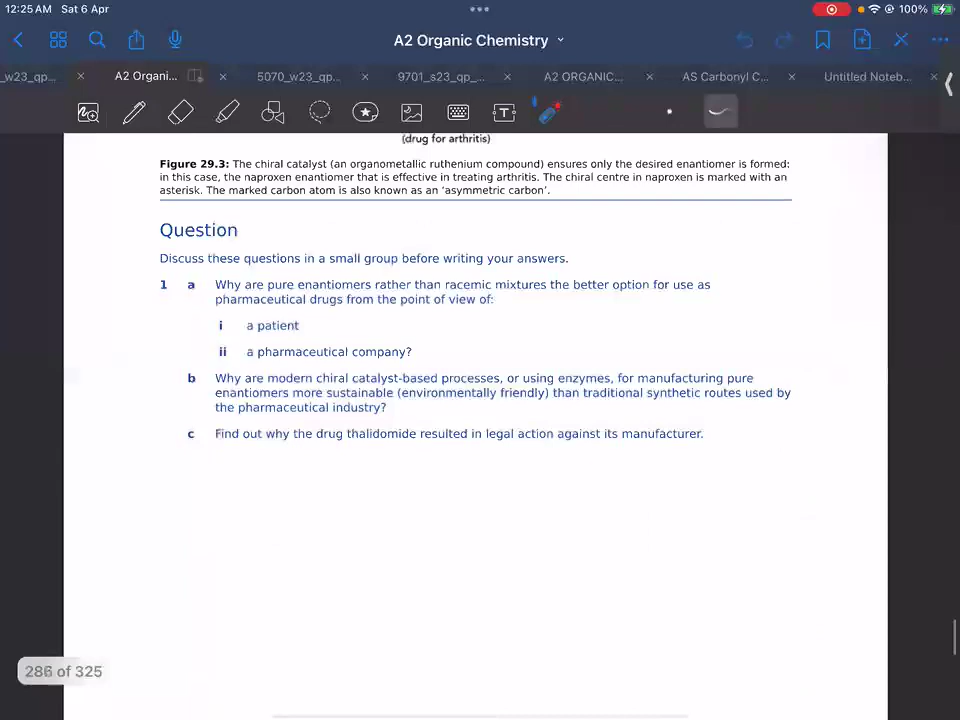 12:25 AM Sat 6 Apr
100%
A2 Organic Chemistry
_w23_qp...
A2 Organi...
5070_w23_qp...
9701_s23_qp_...
A2 ORGANIC...
AS Carbonyl C...
Untitled Noteb...
(drug for arthritis)
Figure 29.3: The chiral catalyst (an organometallic ruthenium compound) ensures only the desired enantiomer is formed:
in this case, the naproxen enantiomer that is effective in treating arthritis. The chiral centre in naproxen is marked with an
asterisk. The marked carbon atom is also known as an ‘asymmetric carbon’.
Question
Discuss these questions in a small group before writing your answers.
1 a Why are pure enantiomers rather than racemic mixtures the better option for use as
pharmaceutical drugs from the point of view of:
i a patient
ii a pharmaceutical company?
b Why are modern chiral catalyst-based processes, or using enzymes, for manufacturing pure
enantiomers more sustainable (environmentally friendly) than traditional synthetic routes used by
the pharmaceutical industry?
c Find out why the drug thalidomide resulted in legal action against its manufacturer.
of 325